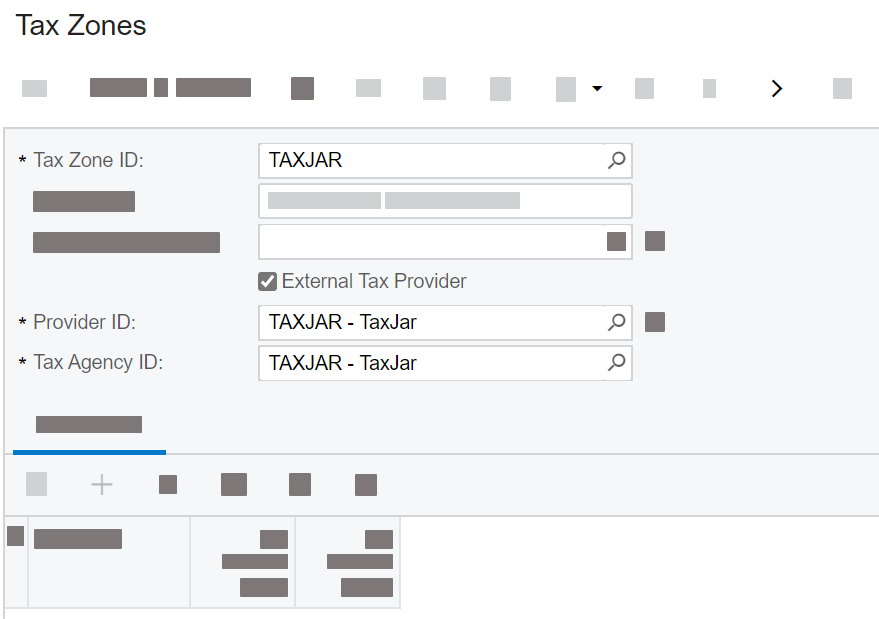 Tax Zones
* Tax Zone ID: TAXJAR
External Tax Provider
* Provider ID: TAXJAR - TaxJar
* Tax Agency ID: TAXJAR - TaxJar